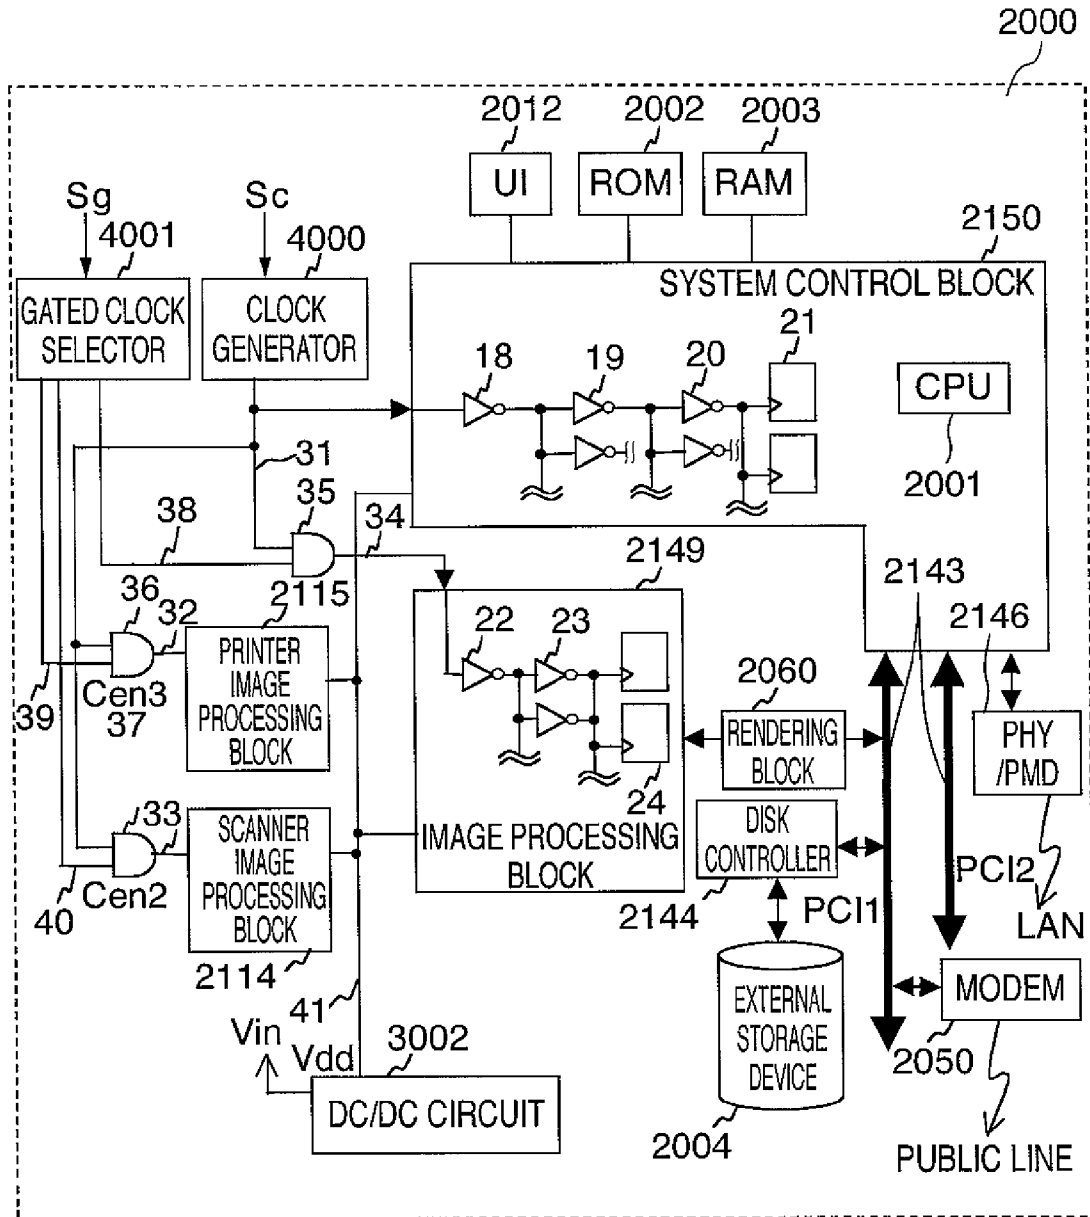 2000
2012
2002
2003
UI
ROM
RAM
Sg
Sc
4001
4000
2150
GATED CLOCK
SELECTOR
CLOCK
GENERATOR
SYSTEM CONTROL BLOCK
18
19
20
21
CPU
2001
31
35
38
34
2149
2143
2146
36
32
2115
PRINTER
IMAGE
PROCESSING
BLOCK
39
Cen3
37
22
23
24
IMAGE PROCESSING
BLOCK
2060
RENDERING
BLOCK
PHY
/PMD
33
SCANNER
IMAGE
PROCESSING
BLOCK
40
Cen2
2114
DISK
CONTROLLER
2144
PCI1
PCI2
LAN
41
Vin
Vdd
3002
DC/DC CIRCUIT
EXTERNAL
STORAGE
DEVICE
2004
MODEM
2050
PUBLIC LINE